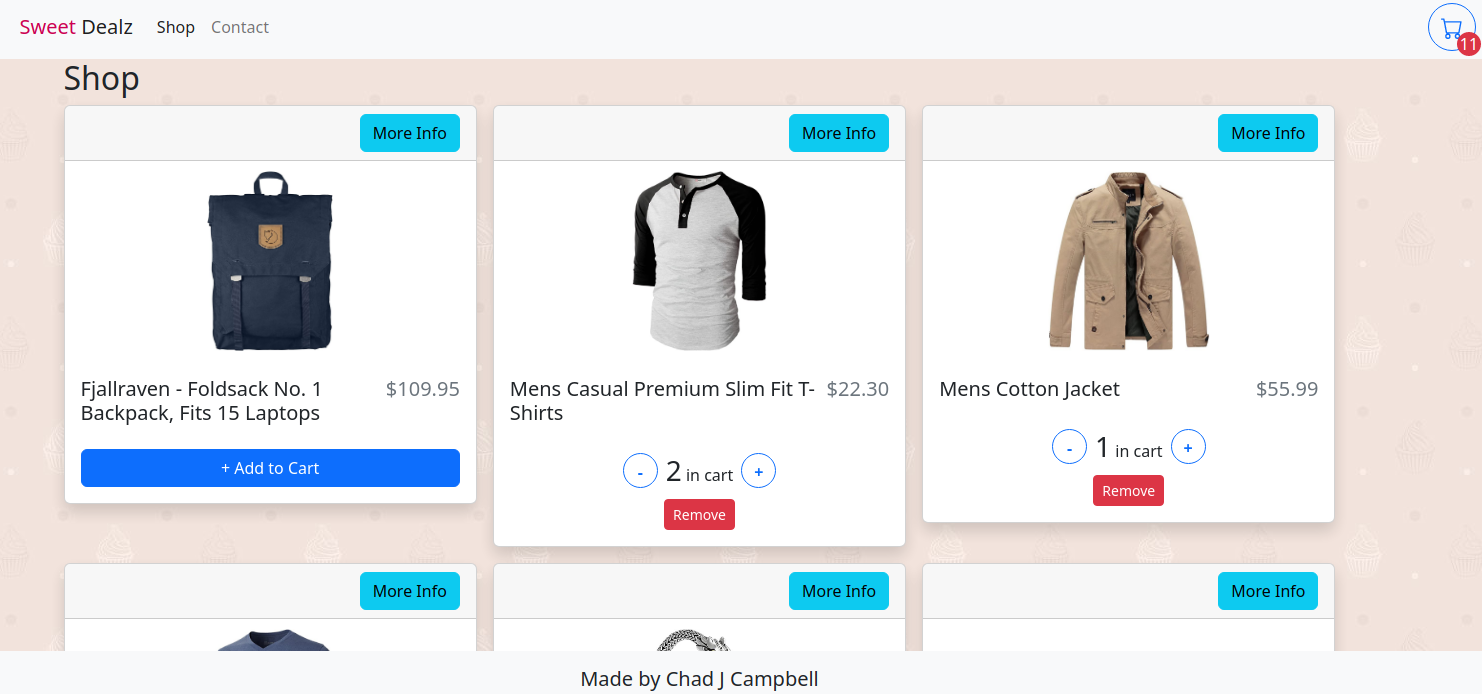 Sweet Dealz Shop Contact
11
Shop
More Info More Info More Info
Fjallraven - Foldsack No. 1 Backpack, Fits 15 Laptops
$109.95
+ Add to Cart
Mens Casual Premium Slim Fit T-
Shirts
$22.30
- 2 in cart +
Remove
Mens Cotton Jacket $55.99
- 1 in cart +
Remove
More Info More Info More Info
Made by Chad J Campbell